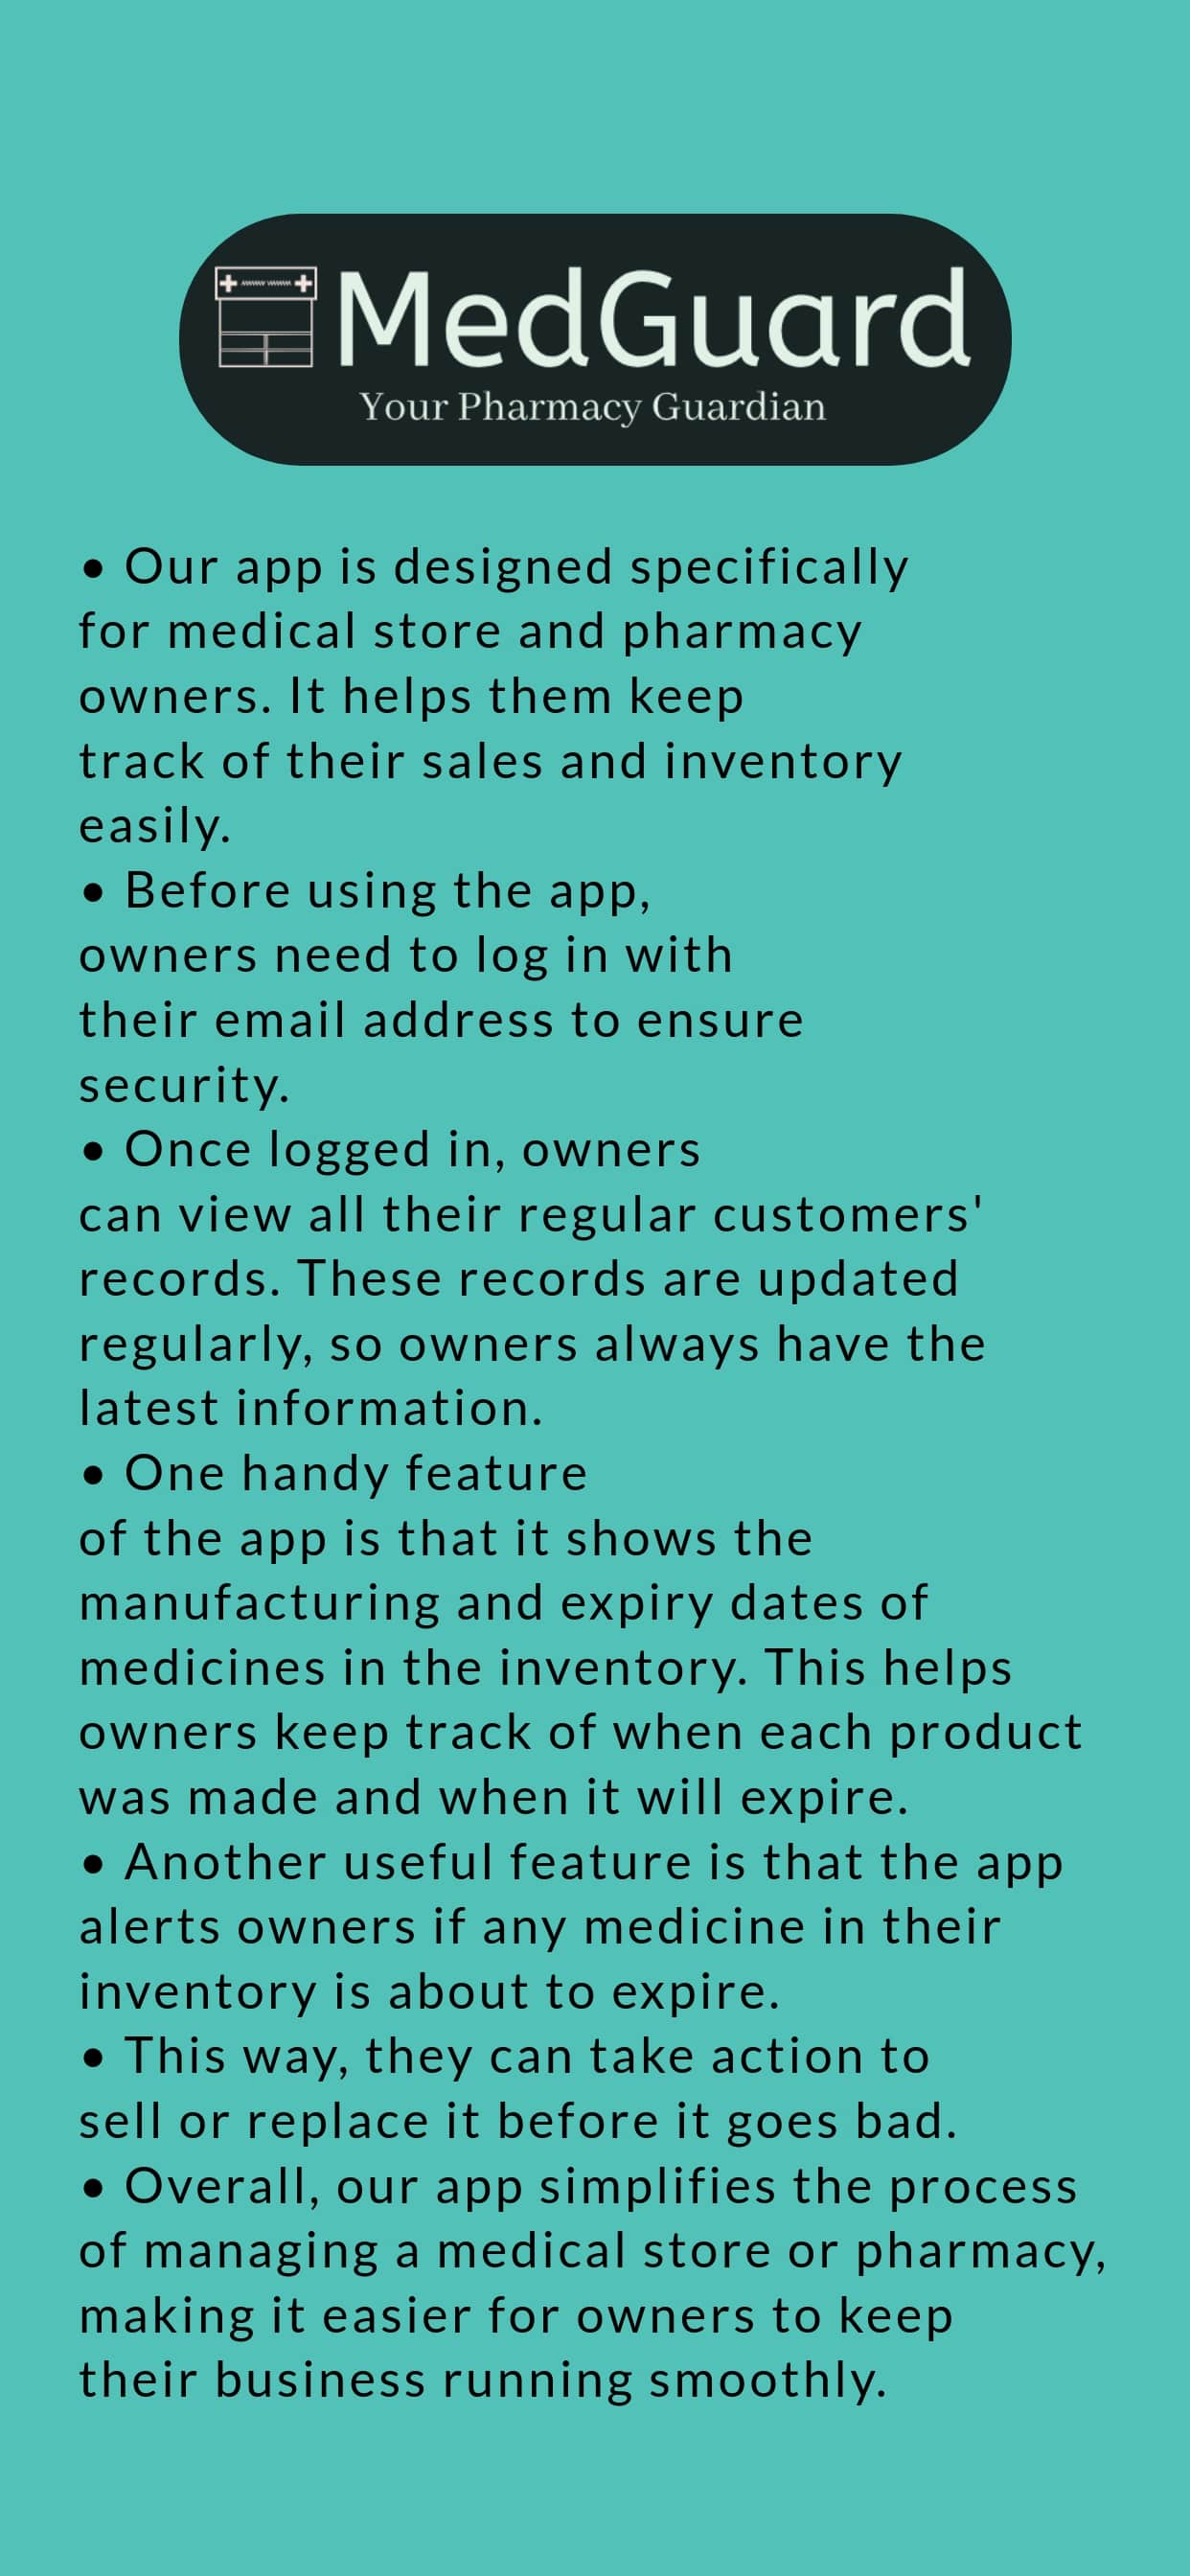 MedGuard
Your Pharmacy Guardian
• Our app is designed specifically
for medical store and pharmacy
owners. It helps them keep
track of their sales and inventory
easily.
• Before using the app,
owners need to log in with
their email address to ensure
security.
• Once logged in, owners
can view all their regular customers'
records. These records are updated
regularly, so owners always have the
latest information.
• One handy feature
of the app is that it shows the
manufacturing and expiry dates of
medicines in the inventory. This helps
owners keep track of when each product
was made and when it will expire.
• Another useful feature is that the app
alerts owners if any medicine in their
inventory is about to expire.
• This way, they can take action to
sell or replace it before it goes bad.
• Overall, our app simplifies the process
of managing a medical store or pharmacy,
making it easier for owners to keep
their business running smoothly.